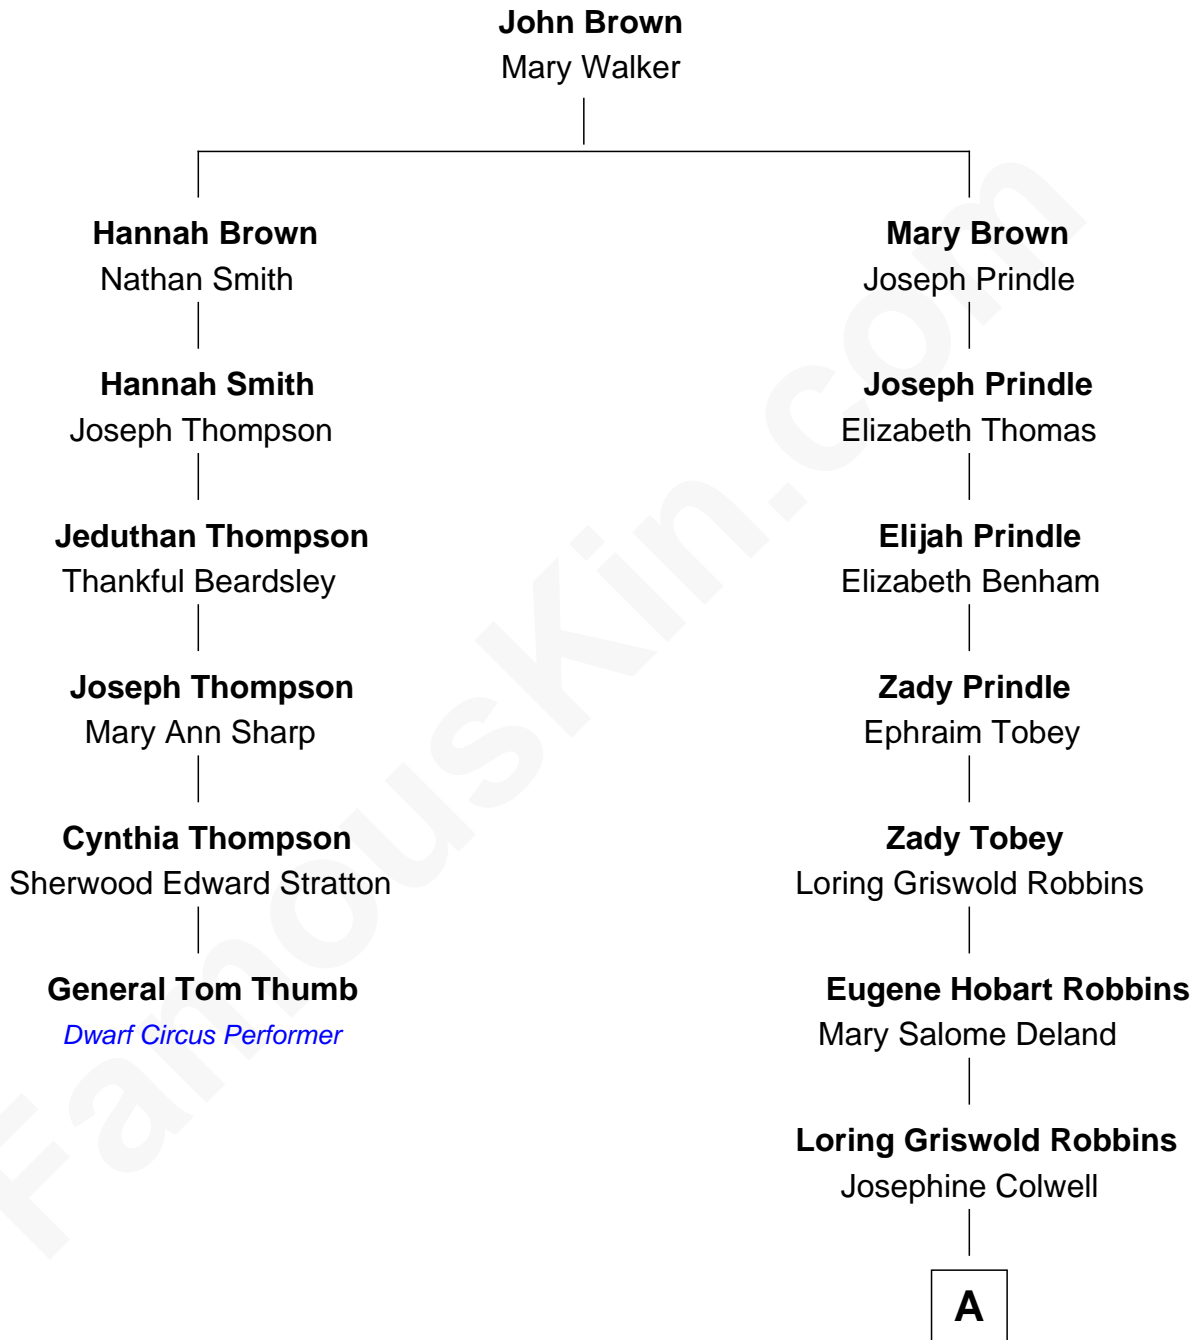 John Brown
Mary Walker
Hannah Brown
Nathan Smith
Mary Brown
Joseph Prindle
Hannah Smith
Joseph Thompson
Joseph Prindle
Elizabeth Thomas
Jeduthan Thompson
Thankful Beardsley
Elijah Prindle
Elizabeth Benham
Joseph Thompson
Mary Ann Sharp
Zady Prindle
Ephraim Tobey
Cynthia Thompson
Sherwood Edward Stratton
Zady Tobey
Loring Griswold Robbins
General Tom Thumb
Dwarf Circus Performer
Eugene Hobart Robbins
Mary Salome Deland
Loring Griswold Robbins
Josephine Colwell
A
FamousKin.com